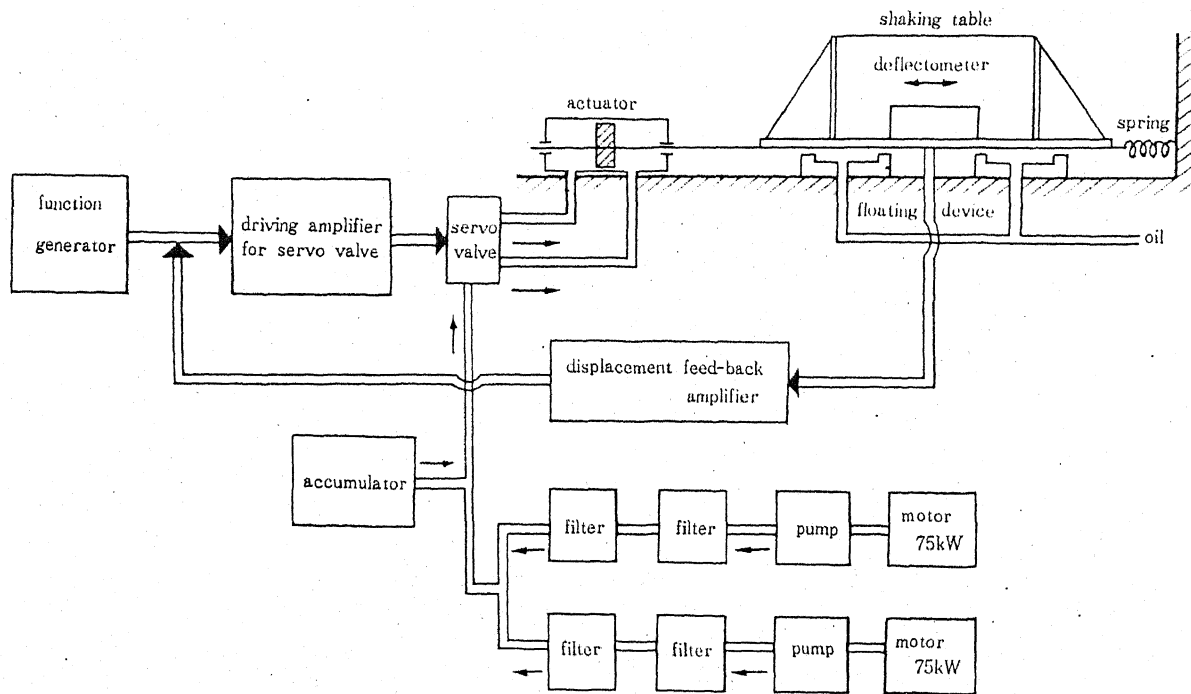 shaking table
deflectometer
actuator
spring
function
generator
driving amplifier
for servo valve
servo
valve
floating device
oil
displacement feed-back
amplifier
accumulator
filter
filter
pump
motor
75kW
filter
filter
pump
motor
75kW